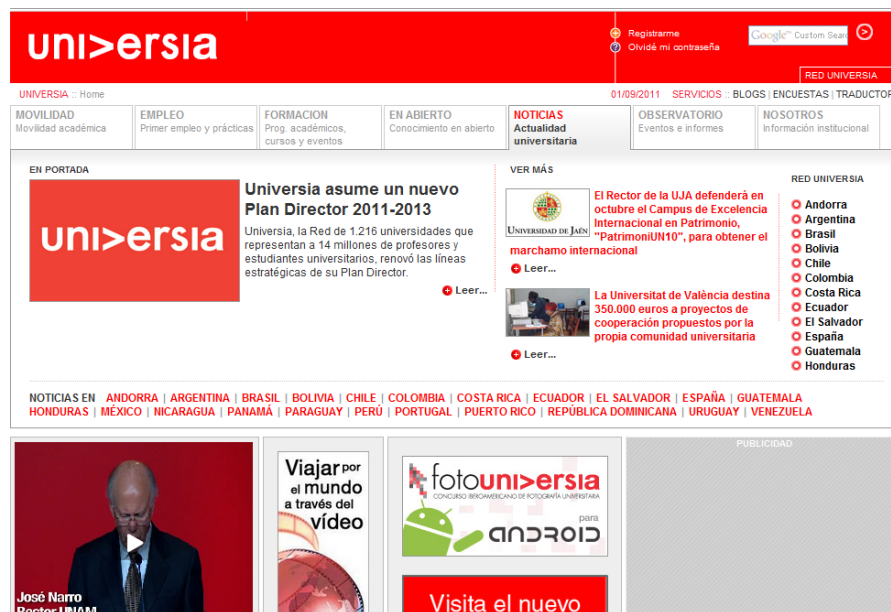 uni>ersia
Registrarme
Olvidé mi contraseña
Google™ Custom Sear
RED UNIVERSIA
UNIVERSIA :: Home
01/09/2011 SERVICIOS :: BLOGS | ENCUESTAS | TRADUCTOR
MOVILIDAD
Movilidad académica
EMPLEO
Primer empleo y prácticas
FORMACION
Prog. académicos,
cursos y eventos
EN ABIERTO
Conocimiento en abierto
NOTICIAS
Actualidad
universitaria
OBSERVATORIO
Eventos e informes
NOSOTROS
Información institucional
EN PORTADA
uni>ersia
Universia asume un nuevo
Plan Director 2011-2013
Universia, la Red de 1.216 universidades que
representan a 14 millones de profesores y
estudiantes universitarios, renovó las líneas
estratégicas de su Plan Director.
Leer...
VER MÁS
UNIVERSIDAD DE JAÉN
El Rector de la UJA defenderá en
octubre el Campus de Excelencia
Internacional en Patrimonio,
"PatrimoniUN10", para obtener el
marchamo internacional
Leer...
La Universitat de València destina
350.000 euros a proyectos de
cooperación propuestos por la
propia comunidad universitaria
Leer...
RED UNIVERSIA
Andorra
Argentina
Brasil
Bolivia
Chile
Colombia
Costa Rica
Ecuador
El Salvador
España
Guatemala
Honduras
NOTICIAS EN ANDORRA | ARGENTINA | BRASIL | BOLIVIA | CHILE | COLOMBIA | COSTA RICA | ECUADOR | EL SALVADOR | ESPAÑA | GUATEMALA
HONDURAS | MÉXICO | NICARAGUA | PANAMÁ | PARAGUAY | PERÚ | PORTUGAL | PUERTO RICO | REPÚBLICA DOMINICANA | URUGUAY | VENEZUELA
José Narro
Rector UNAM
Viajar por
el mundo
a través del
vídeo
fotouni>ersia
CONCURSO IBEROAMERICANO DE FOTOGRAFÍA UNIVERSITARIA
para
ANDROID
Visita el nuevo
PUBLICIDAD